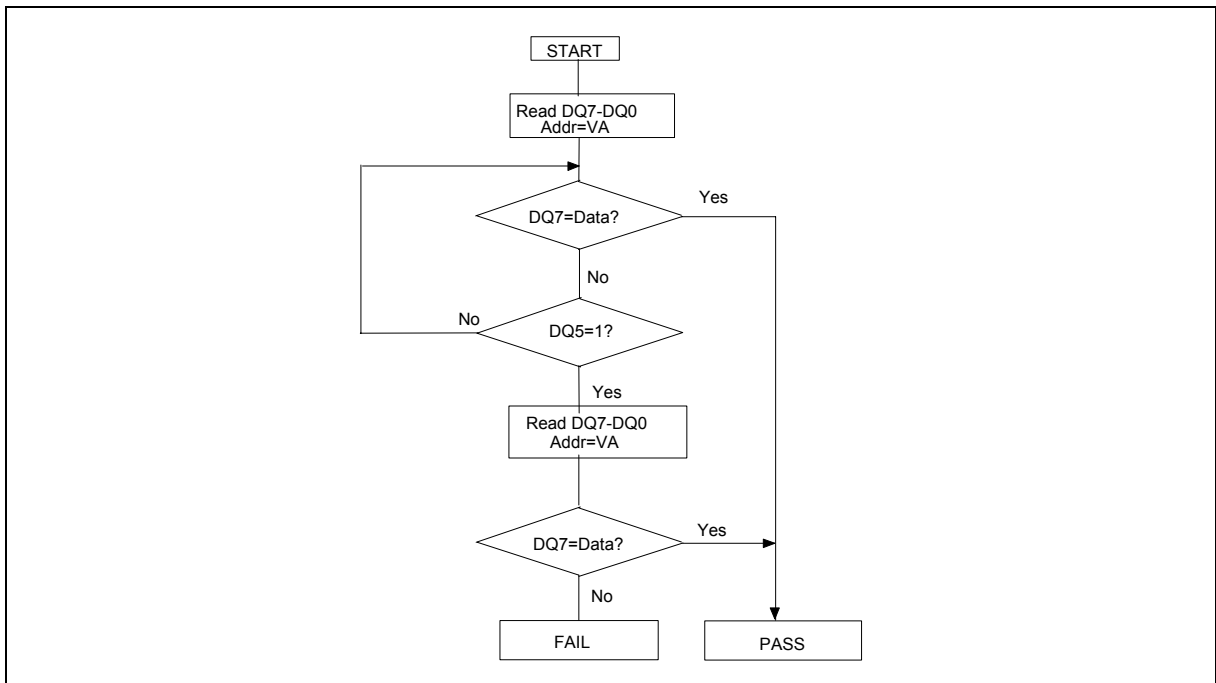 START
Read DQ7-DQ0
Addr=VA
Yes
DQ7=Data?
No
No
DQ5=1?
Yes
Read DQ7-DQ0
Addr=VA
Yes
DQ7=Data?
No
FAIL
PASS